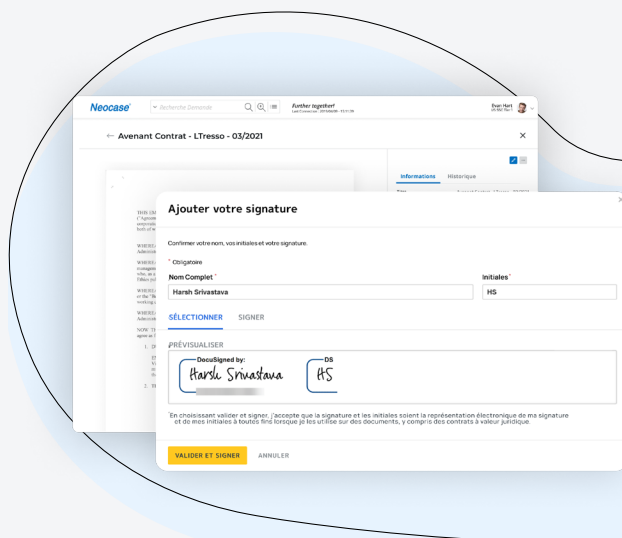 Neocase
Recherche Demande
Further together!
Evan Hart
← Avenant Contrat - LTresso - 03/2021
Informations Historique
Ajouter votre signature
Confirmer votre nom, vos initiales et votre signature.
* Obligatoire
Nom Complet * Initiales *
Harsh Srivastava HS
SÉLECTIONNER SIGNER
PRÉVISUALISER
DocuSigned by: DS
Harsh Srivastava HS
*En choisissant valider et signer, j'accepte que la signature et les initiales soient la représentation électronique de ma signature
et de mes initiales à toutes fins lorsque je les utilise sur des documents, y compris des contrats à valeur juridique.
VALIDER ET SIGNER ANNULER